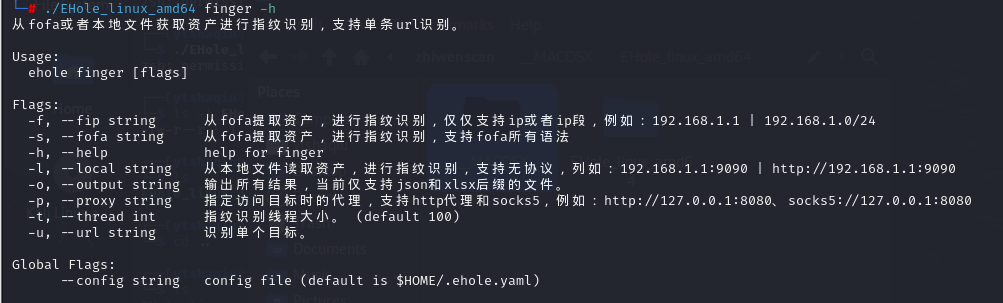 └─# ./EHole_linux_amd64 finger -h
从fofa或者本地文件获取资产进行指纹识别，支持单条url识别。
Usage:
  ehole finger [flags]
Flags:
  -f, --fip string      从fofa提取资产，进行指纹识别，仅仅支持ip或者ip段，例如：192.168.1.1 | 192.168.1.0/24
  -s, --fofa string     从fofa提取资产，进行指纹识别，支持fofa所有语法
  -h, --help            help for finger
  -l, --local string    从本地文件读取资产，进行指纹识别，支持无协议，列如：192.168.1.1:9090 | http://192.168.1.1:9090
  -o, --output string   输出所有结果，当前仅支持json和xlsx后缀的文件。
  -p, --proxy string    指定访问目标时的代理，支持http代理和socks5，例如：http://127.0.0.1:8080、socks5://127.0.0.1:8080
  -t, --thread int      指纹识别线程大小。 (default 100)
  -u, --url string      识别单个目标。
Global Flags:
      --config string   config file (default is $HOME/.ehole.yaml)
Places
Documents
Pictures